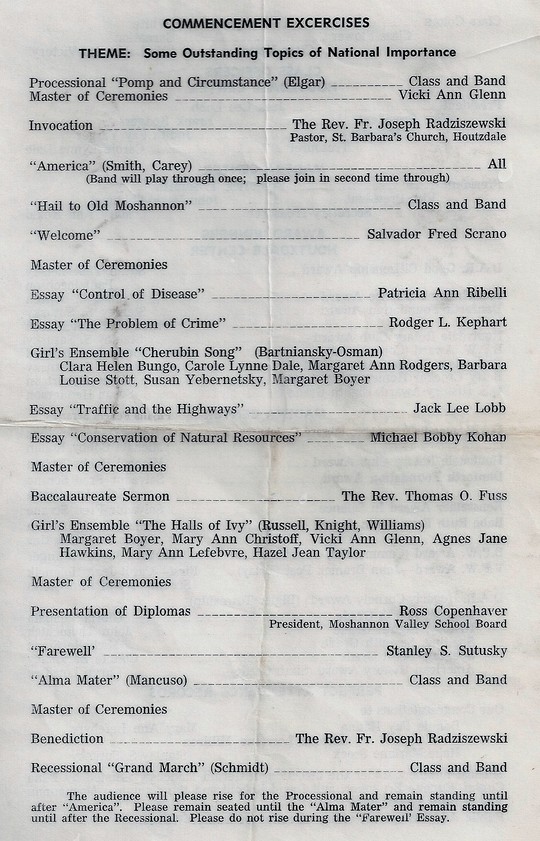 COMMENCEMENT EXCERCISES
THEME: Some Outstanding Topics of National Importance
Processional "Pomp and Circumstance" (Elgar) Class and Band
Master of Ceremonies Vicki Ann Glenn
Invocation The Rev. Fr. Joseph Radziszewski
Pastor, St. Barbara's Church, Houtzdale
"America" (Smith, Carey) All
(Band will play through once; please join in second time through)
"Hail to Old Moshannon" Class and Band
"Welcome" Salvador Fred Scrano
Master of Ceremonies
Essay "Control of Disease" Patricia Ann Ribelli
Essay "The Problem of Crime" Rodger L. Kephart
Girl's Ensemble "Cherubin Song" (Bartniansky-Osman)
Clara Helen Bungo, Carole Lynne Dale, Margaret Ann Rodgers, Barbara
Louise Stott, Susan Yebernetsky, Margaret Boyer
Essay "Traffic and the Highways" Jack Lee Lobb
Essay "Conservation of Natural Resources" Michael Bobby Kohan
Master of Ceremonies
Baccalaureate Sermon The Rev. Thomas O. Fuss
Girl's Ensemble "The Halls of Ivy" (Russell, Knight, Williams)
Margaret Boyer, Mary Ann Christoff, Vicki Ann Glenn, Agnes Jane
Hawkins, Mary Ann Lefebvre, Hazel Jean Taylor
Master of Ceremonies
Presentation of Diplomas Ross Copenhaver
President, Moshannon Valley School Board
"Farewell' Stanley S. Sutusky
"Alma Mater" (Mancuso) Class and Band
Master of Ceremonies
Benediction The Rev. Fr. Joseph Radziszewski
Recessional "Grand March" (Schmidt) Class and Band
The audience will please rise for the Processional and remain standing until
after "America". Please remain seated until the "Alma Mater" and remain standing
until after the Recessional. Please do not rise during the "Farewell' Essay.